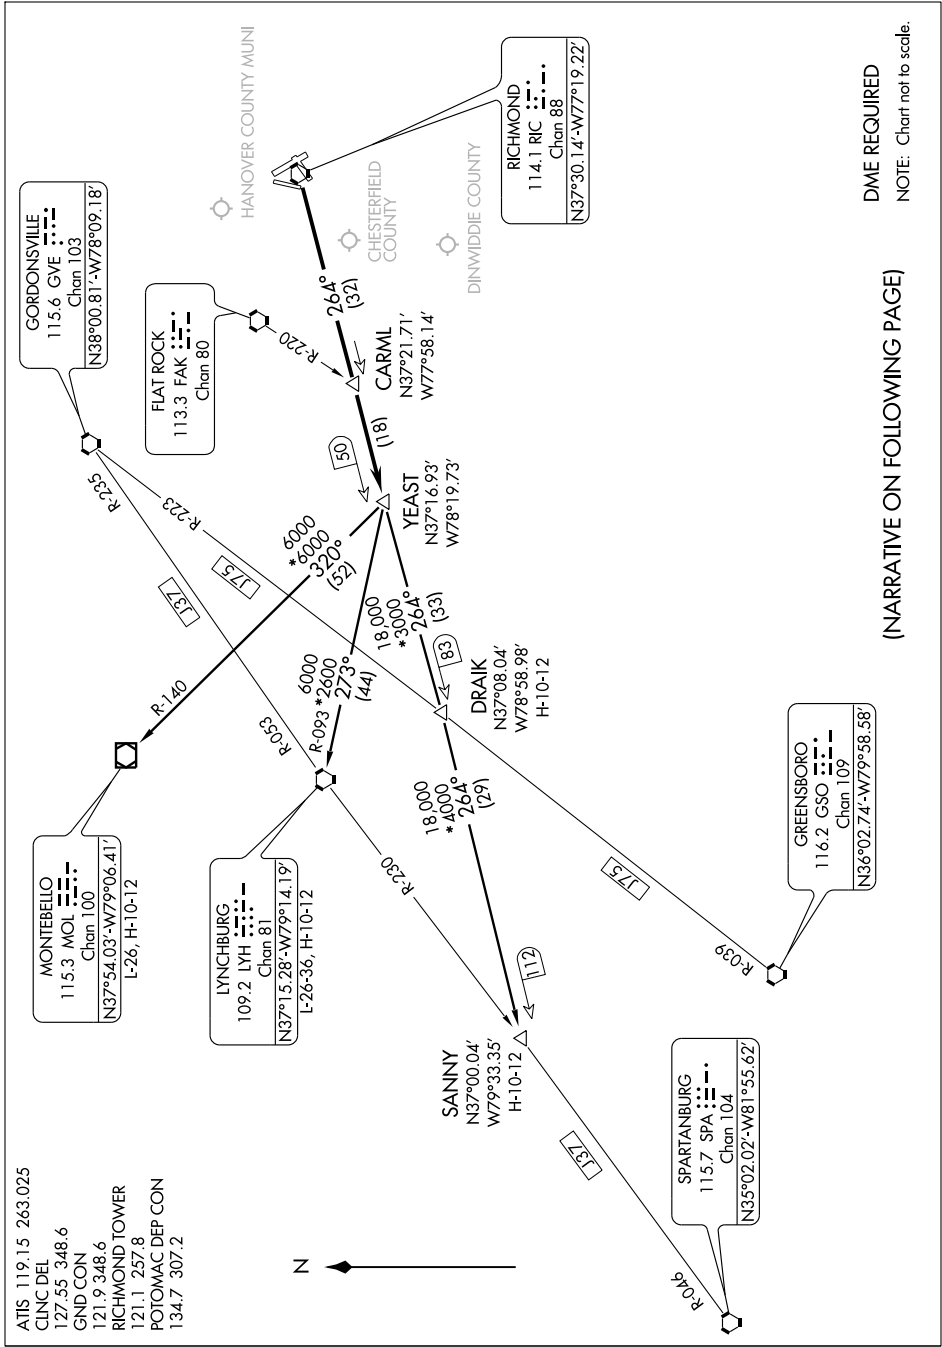 ATIS 119.15 263.025
CLNC DEL
127.55 348.6
GND CON
121.9 348.6
RICHMOND TOWER
121.1 257.8
POTOMAC DEP CON
134.7 307.2
N
MONTEBELLO
115.3 MOL
Chan 100
N37°54.03'-W79°06.41'
L-26, H-10-12
LYNCHBURG
109.2 LYH
Chan 81
N37°15.28'-W79°14.19'
L-26-36, H-10-12
GORDONSVILLE
115.6 GVE
Chan 103
N38°00.81'-W78°09.18'
FLAT ROCK
113.3 FAK
Chan 80
HANOVER COUNTY MUNI
CHESTERFIELD
COUNTY
DINWIDDIE COUNTY
RICHMOND
114.1 RIC
Chan 88
N37°30.14'-W77°19.22'
R-235
R-223
R-220
J37
J75
R-140
R-053
6000
*6000
320°
(52)
6000
*2600
R-093
273°
(44)
18,000
*3000
264°
(33)
18,000
*4000
264°
(29)
264°
(32)
(18)
50
83
112
CARML
N37°21.71'
W77°58.14'
YEAST
N37°16.93'
W78°19.73'
DRAIK
N37°08.04'
W78°58.98'
H-10-12
SANNY
N37°00.04'
W79°33.35'
H-10-12
R-230
J75
R-039
J37
R-046
SPARTANBURG
115.7 SPA
Chan 104
N35°02.02'-W81°55.62'
GREENSBORO
116.2 GSO
Chan 109
N36°02.74'-W79°58.58'
(NARRATIVE ON FOLLOWING PAGE)
DME REQUIRED
NOTE: Chart not to scale.